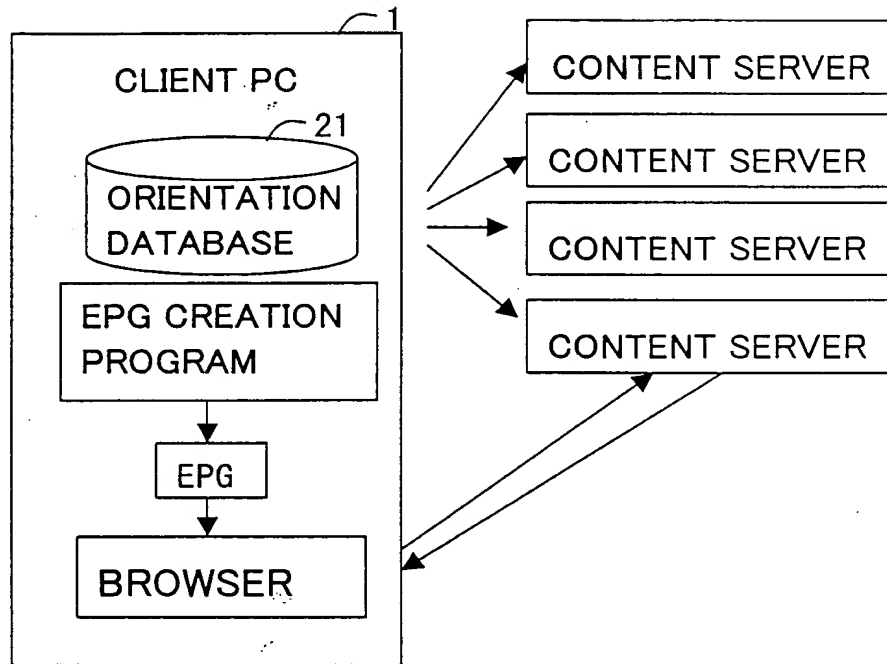 1
CLIENT PC
21
ORIENTATION
DATABASE
EPG CREATION
PROGRAM
EPG
BROWSER
CONTENT SERVER
CONTENT SERVER
CONTENT SERVER
CONTENT SERVER